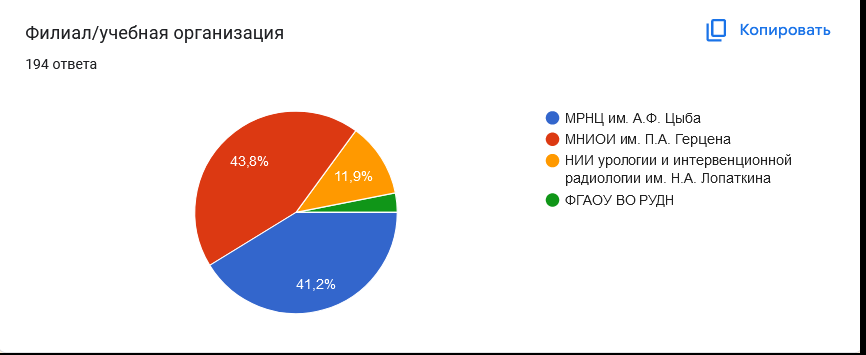 Филиал/учебная организация
Копировать
194 ответа
43,8%
11,9%
41,2%
МРНЦ им. А.Ф. Цыба
МНИОИ им. П.А. Герцена
НИИ урологии и интервенционной
радиологии им. Н.А. Лопаткина
ФГАОУ ВО РУДН